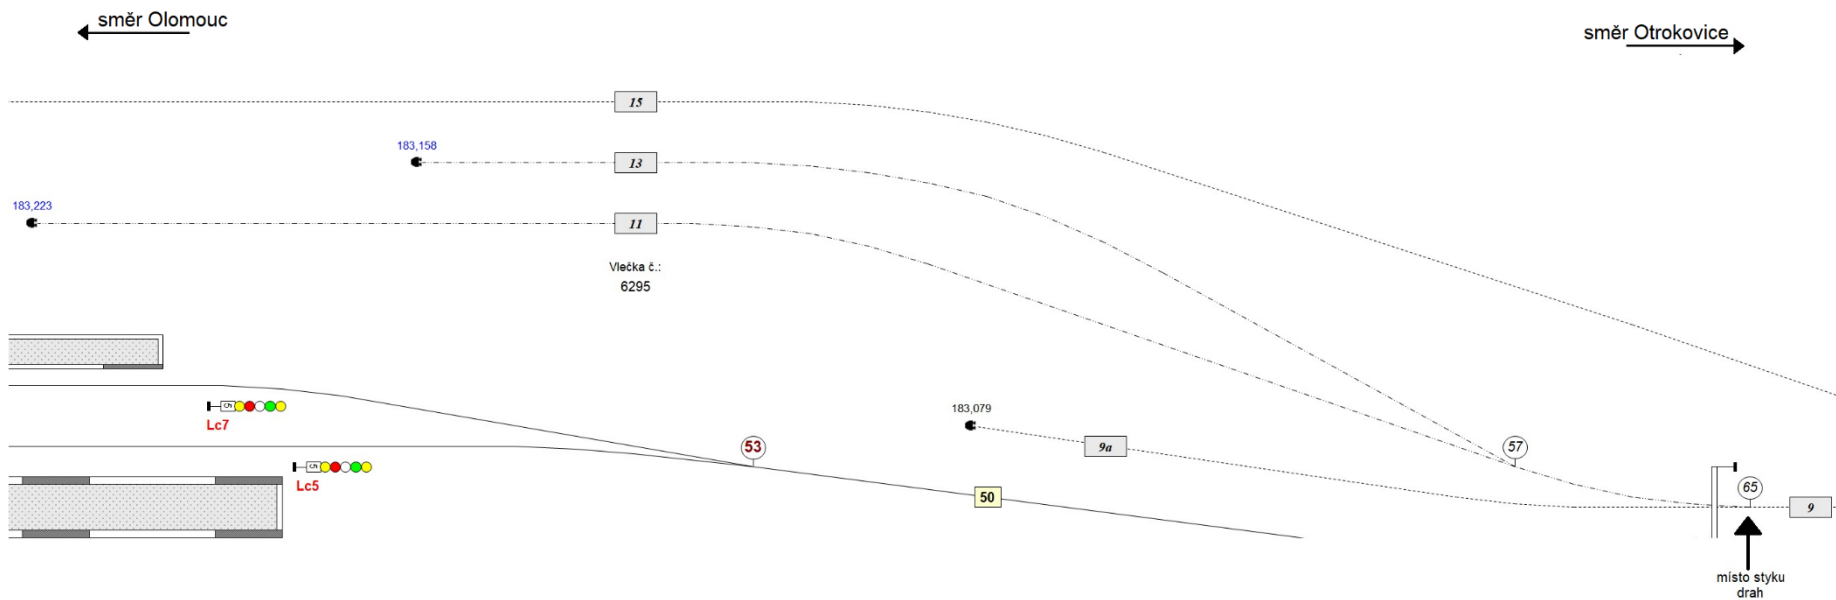 směr Olomouc
směr Otrokovice
15
183,158
13
183,223
11
Vlečka č.:
6295
Lc7
183,079
53
9a
57
Lc5
50
65
9
místo styku
drah